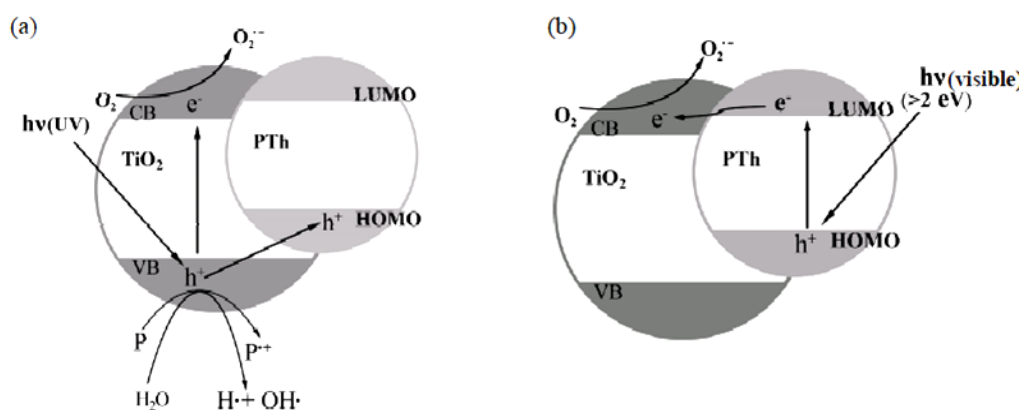 (a)
O₂·⁻
O₂
CB
e⁻
LUMO
hν(UV)
TiO₂
PTh
h⁺
HOMO
VB
h⁺
P
P·⁺
H₂O
H·+ OH·
(b)
O₂·⁻
hν(visible)
(>2 eV)
O₂
CB
e⁻
e⁻
LUMO
TiO₂
PTh
h⁺
HOMO
VB